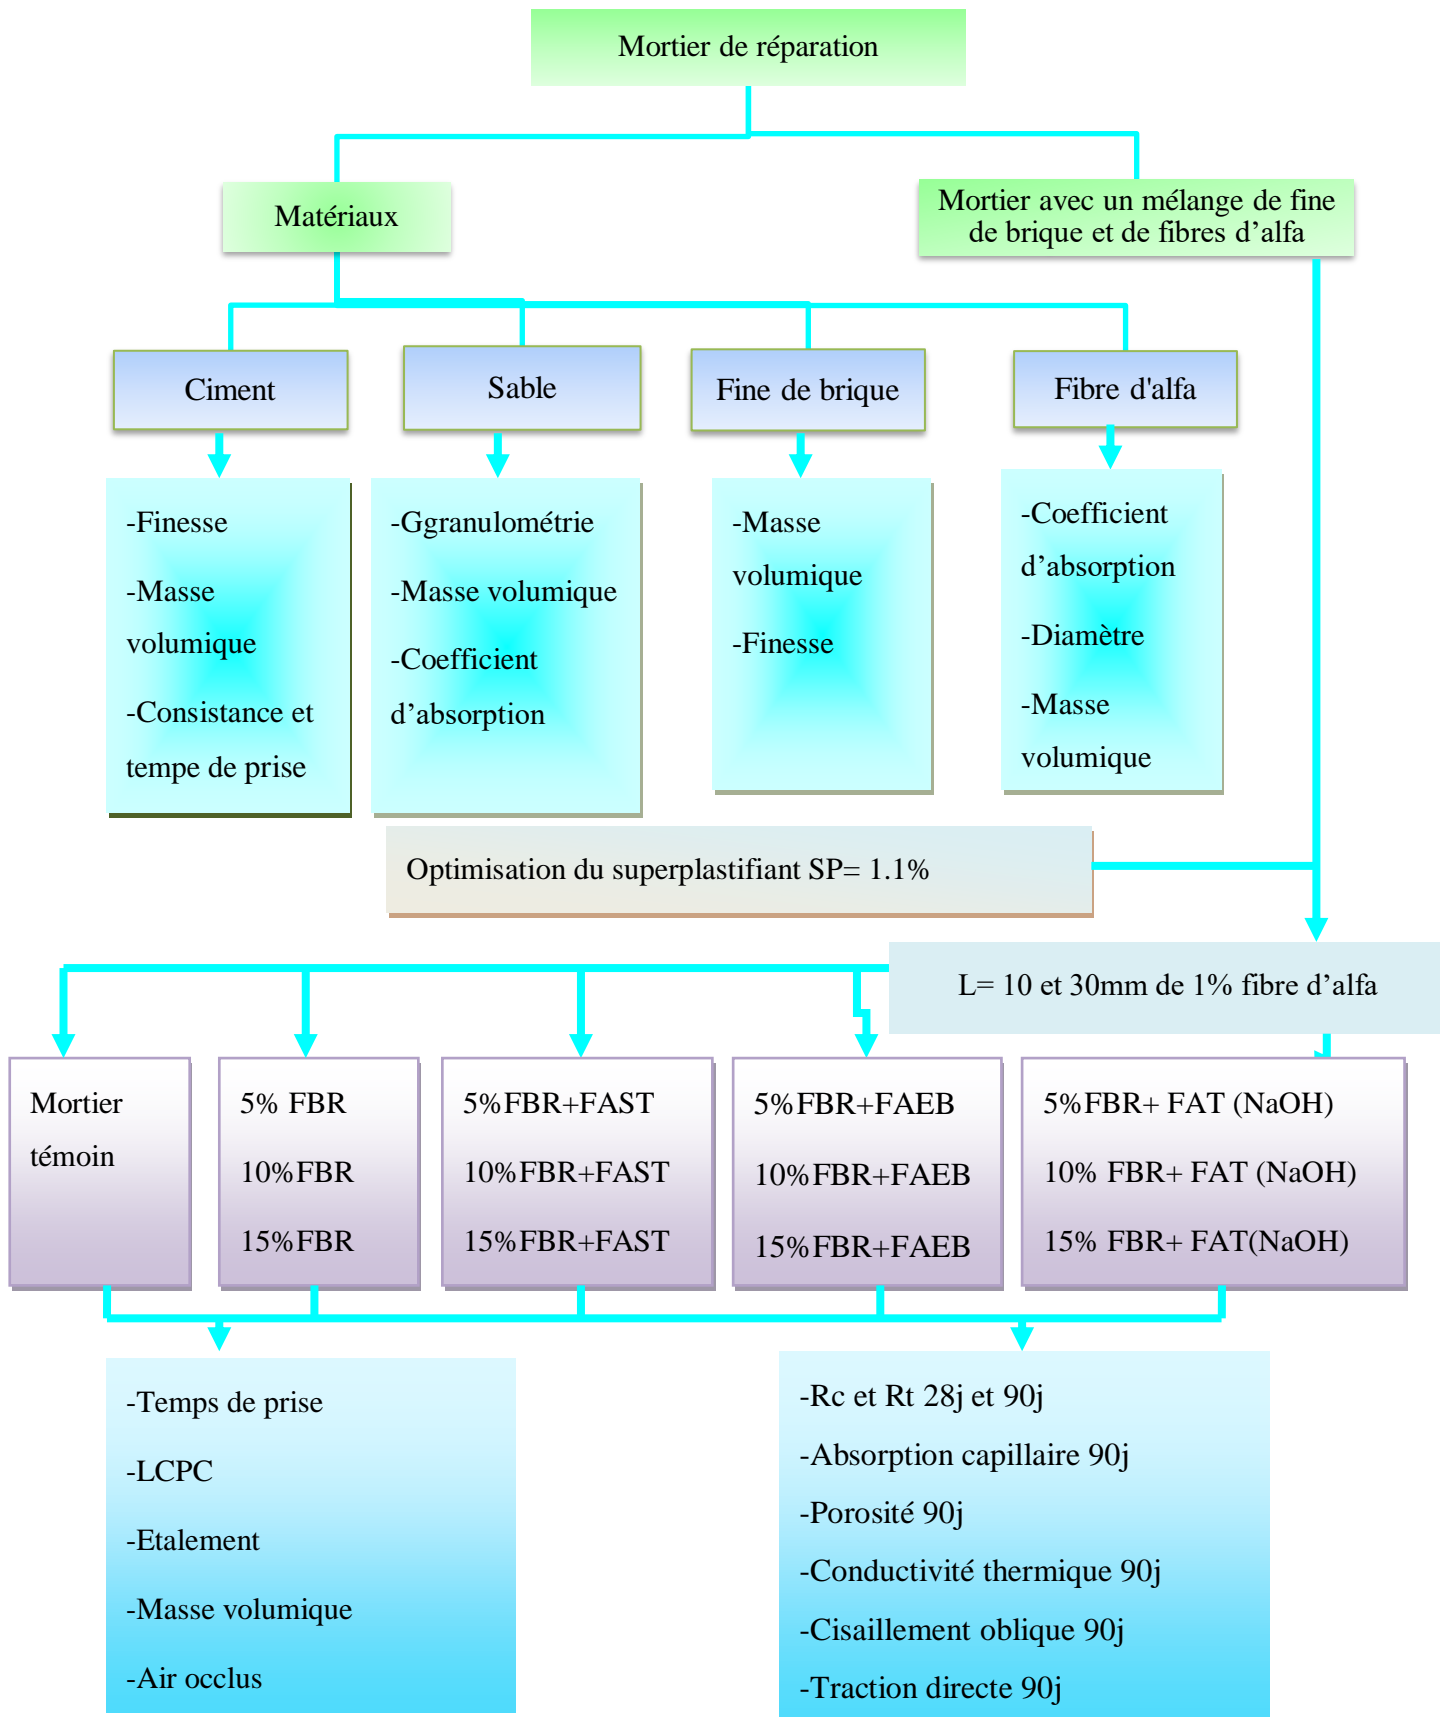 Mortier de réparation
Matériaux
Mortier avec un mélange de fine
de brique et de fibres d’alfa
Ciment
Sable
Fine de brique
Fibre d'alfa
-Finesse
-Masse
volumique
-Consistance et
tempe de prise
-Ggranulométrie
-Masse volumique
-Coefficient
d’absorption
-Masse
volumique
-Finesse
-Coefficient
d’absorption
-Diamètre
-Masse
volumique
Optimisation du superplastifiant SP= 1.1%
L= 10 et 30mm de 1% fibre d’alfa
Mortier
témoin
5% FBR
10%FBR
15%FBR
5%FBR+FAST
10%FBR+FAST
15%FBR+FAST
5%FBR+FAEB
10%FBR+FAEB
15%FBR+FAEB
5%FBR+ FAT (NaOH)
10% FBR+ FAT (NaOH)
15% FBR+ FAT(NaOH)
-Temps de prise
-LCPC
-Etalement
-Masse volumique
-Air occlus
-Rc et Rt 28j et 90j
-Absorption capillaire 90j
-Porosité 90j
-Conductivité thermique 90j
-Cisaillement oblique 90j
-Traction directe 90j